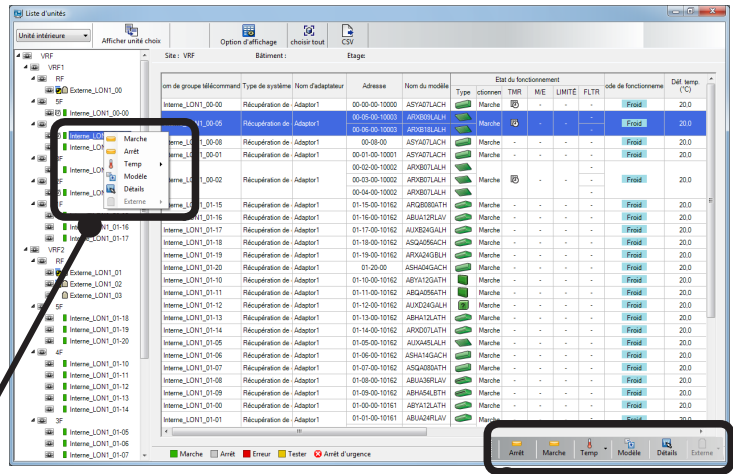 Liste d'unités
Unité intérieure
Afficher unité choix
Option d'affichage
choisir tout
CSV
Site : VRF Bâtiment : Etage:
VRF
VRF1
RF
Externe_LON1_00
5F
Interne_LON1_00-00
Marche
Arrêt
Temp
Modèle
Détails
Externe
Interne_LON1_01-16
Interne_LON1_01-17
VRF2
RF
Externe_LON1_01
Externe_LON1_02
Externe_LON1_03
5F
Interne_LON1_01-18
Interne_LON1_01-19
Interne_LON1_01-20
4F
Interne_LON1_01-10
Interne_LON1_01-11
Interne_LON1_01-12
Interne_LON1_01-13
Interne_LON1_01-14
3F
Interne_LON1_01-05
Interne_LON1_01-06
Interne_LON1_01-07
om de groupe télécommand Type de système Nom d'adaptateur Adresse Nom du modèle Etat du fonctionnement ode de fonctionneme Déf. temp. (°C)
Type ctionnen TMR M/E LIMITÉ FLTR
Interne_LON1_00-00 Récupération de Adaptor1 00-00-00-10000 ASYA07LACH Marche - - - Froid 20,0
00-05-00-10003 ARXB09LALH -
Interne_LON1_00-05 Récupération de Adaptor1 Marche - - Froid 20,0
00-06-00-10003 ARXB18LALH -
Interne_LON1_00-08 Récupération de Adaptor1 00-08-00 ASYA07LACH Marche - - - - Froid 20,0
Interne_LON1_00-01 Récupération de Adaptor1 00-01-00-10001 ASYA07LACH Marche - - - - Froid 20,0
00-02-00-10002 ARXB07LALH -
Interne_LON1_00-02 Récupération de Adaptor1 00-03-00-10002 ARXB07LALH Marche - - - Froid 20,0
00-04-00-10002 ARXB07LALH -
Interne_LON1_01-15 Récupération de Adaptor1 01-15-00-10162 ARQB080ATH Marche - - - - Froid 20,0
Interne_LON1_01-16 Récupération de Adaptor1 01-16-00-10162 ABUA12RLAV Marche - - - - Froid 20,0
Interne_LON1_01-17 Récupération de Adaptor1 01-17-00-10162 AUXB24GALH Marche - - - - Froid 20,0
Interne_LON1_01-18 Récupération de Adaptor1 01-18-00-10162 ASQA056ACH Marche - - - - Froid 20,0
Interne_LON1_01-19 Récupération de Adaptor1 01-19-00-10162 ARXA24GBLH Marche - - - - Froid 20,0
Interne_LON1_01-20 Récupération de Adaptor1 01-20-00 ASHA04GACH Marche - - - - Froid 20,0
Interne_LON1_01-10 Récupération de Adaptor1 01-10-00-10162 ABYA12GATH Marche - - - - Froid 20,0
Interne_LON1_01-11 Récupération de Adaptor1 01-11-00-10162 ABQA056ATH Marche - - - - Froid 20,0
Interne_LON1_01-12 Récupération de Adaptor1 01-12-00-10162 AUXD24GALH Marche - - - - Froid 20,0
Interne_LON1_01-13 Récupération de Adaptor1 01-13-00-10162 ABHA12LATH Marche - - - - Froid 20,0
Interne_LON1_01-14 Récupération de Adaptor1 01-14-00-10162 ARXD07LATH Marche - - - - Froid 20,0
Interne_LON1_01-05 Récupération de Adaptor1 01-05-00-10162 AUXA45LALH Marche - - - - Froid 20,0
Interne_LON1_01-06 Récupération de Adaptor1 01-06-00-10162 ASHA14GACH Marche - - - - Froid 20,0
Interne_LON1_01-07 Récupération de Adaptor1 01-07-00-10162 ASQA080ATH Marche - - - - Froid 20,0
Interne_LON1_01-08 Récupération de Adaptor1 01-08-00-10162 ABUA36RLAV Marche - - - - Froid 20,0
Interne_LON1_01-09 Récupération de Adaptor1 01-09-00-10162 ABHA54LBTH Marche - - - - Froid 20,0
Interne_LON1_01-00 Récupération de Adaptor1 01-00-00-10161 ABYA12LATH Marche - - - - Froid 20,0
Interne_LON1_01-01 Récupération de Adaptor1 01-01-00-10161 ABUA24RLAV Marche - - - - Froid 20,0
Marche Arrêt Erreur Tester Arrêt d'urgence
Arrêt Marche Temp Modèle Détails Externe